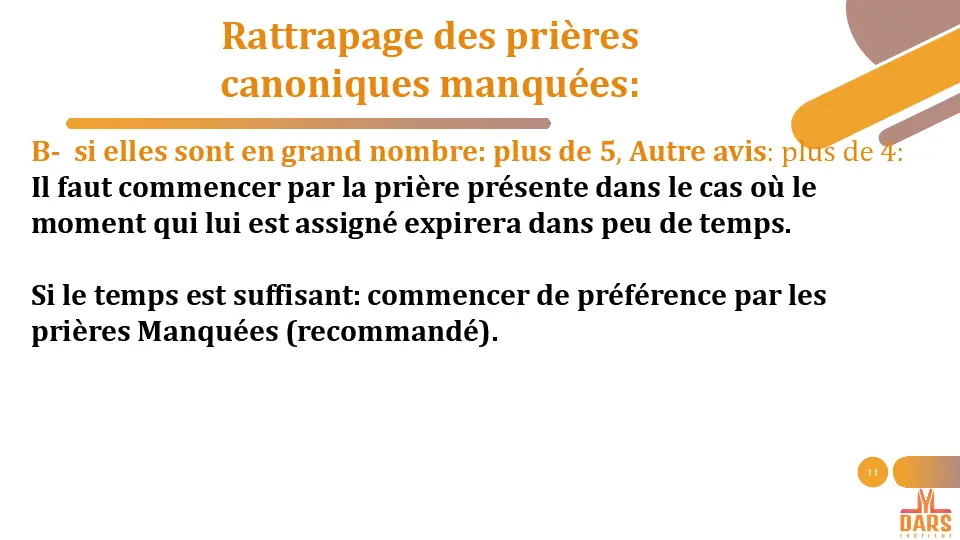 Rattrapage des prières
canoniques manquées:
B- si elles sont en grand nombre: plus de 5, Autre avis: plus de 4:
Il faut commencer par la prière présente dans le cas où le
moment qui lui est assigné expirera dans peu de temps.
Si le temps est suffisant: commencer de préférence par les
prières Manquées (recommandé).
11
DARS
INSTITUT